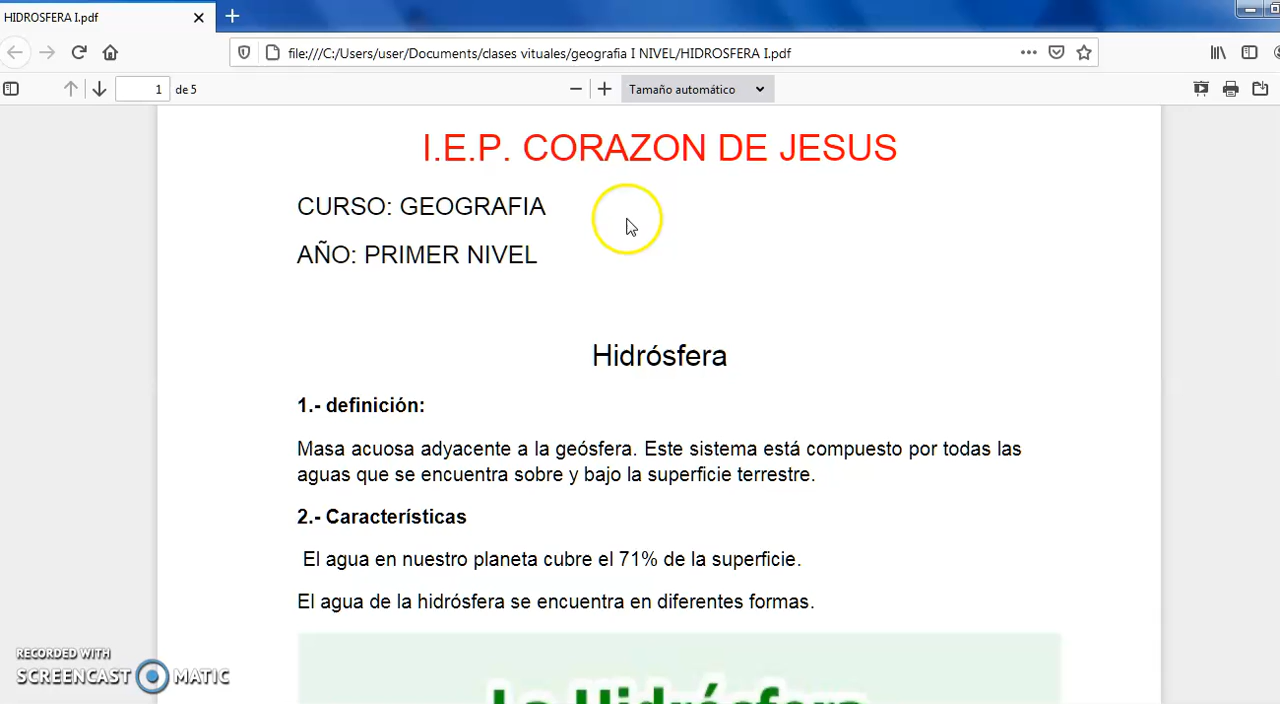 HIDROSFERA I.pdf
file:///C:/Users/user/Documents/clases vituales/geografia I NIVEL/HIDROSFERA I.pdf
1 de 5
Tamaño automático
I.E.P. CORAZON DE JESUS
CURSO: GEOGRAFIA
AÑO: PRIMER NIVEL
Hidrósfera
1.- definición:
Masa acuosa adyacente a la geósfera. Este sistema está compuesto por todas las
aguas que se encuentra sobre y bajo la superficie terrestre.
2.- Características
El agua en nuestro planeta cubre el 71% de la superficie.
El agua de la hidrósfera se encuentra en diferentes formas.
La Hidrósfera
RECORDED WITH
SCREENCAST MATIC